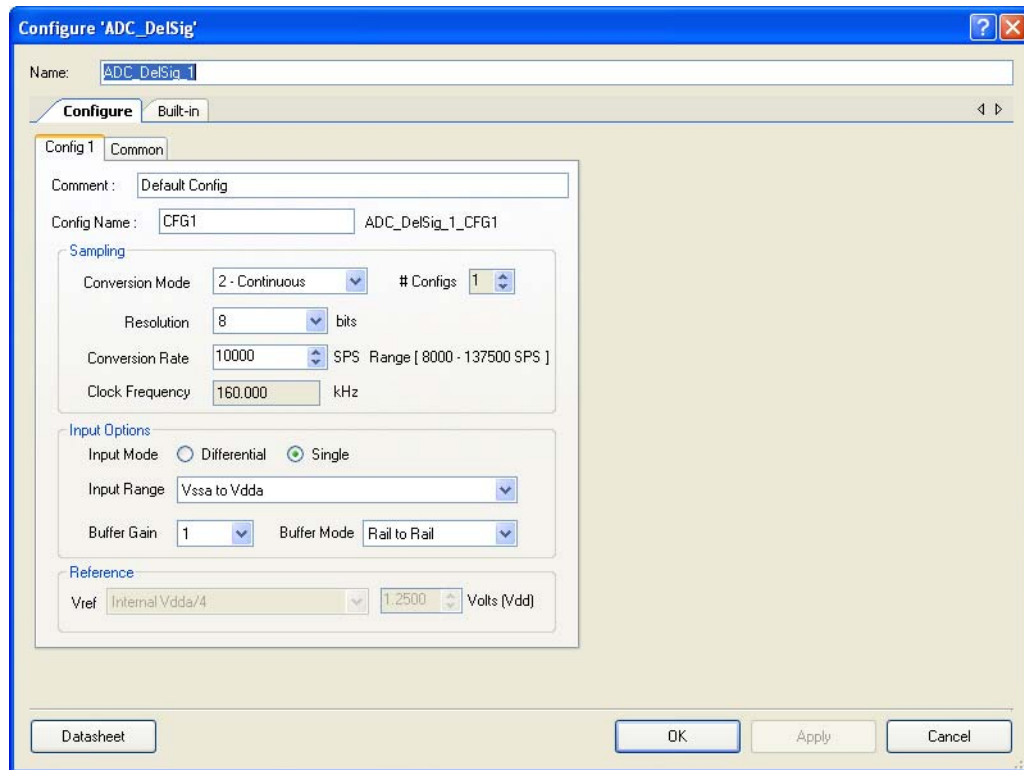 Configure 'ADC_DelSig'
Name: ADC_DelSig_1
Configure Built-in
Config 1 Common
Comment : Default Config
Config Name : CFG1 ADC_DelSig_1_CFG1
Sampling
Conversion Mode 2 - Continuous # Configs 1
Resolution 8 bits
Conversion Rate 10000 SPS Range [ 8000 - 137500 SPS ]
Clock Frequency 160.000 kHz
Input Options
Input Mode Differential Single
Input Range Vssa to Vdda
Buffer Gain 1 Buffer Mode Rail to Rail
Reference
Vref Internal Vdda/4 1.2500 Volts (Vdd)
Datasheet OK Apply Cancel